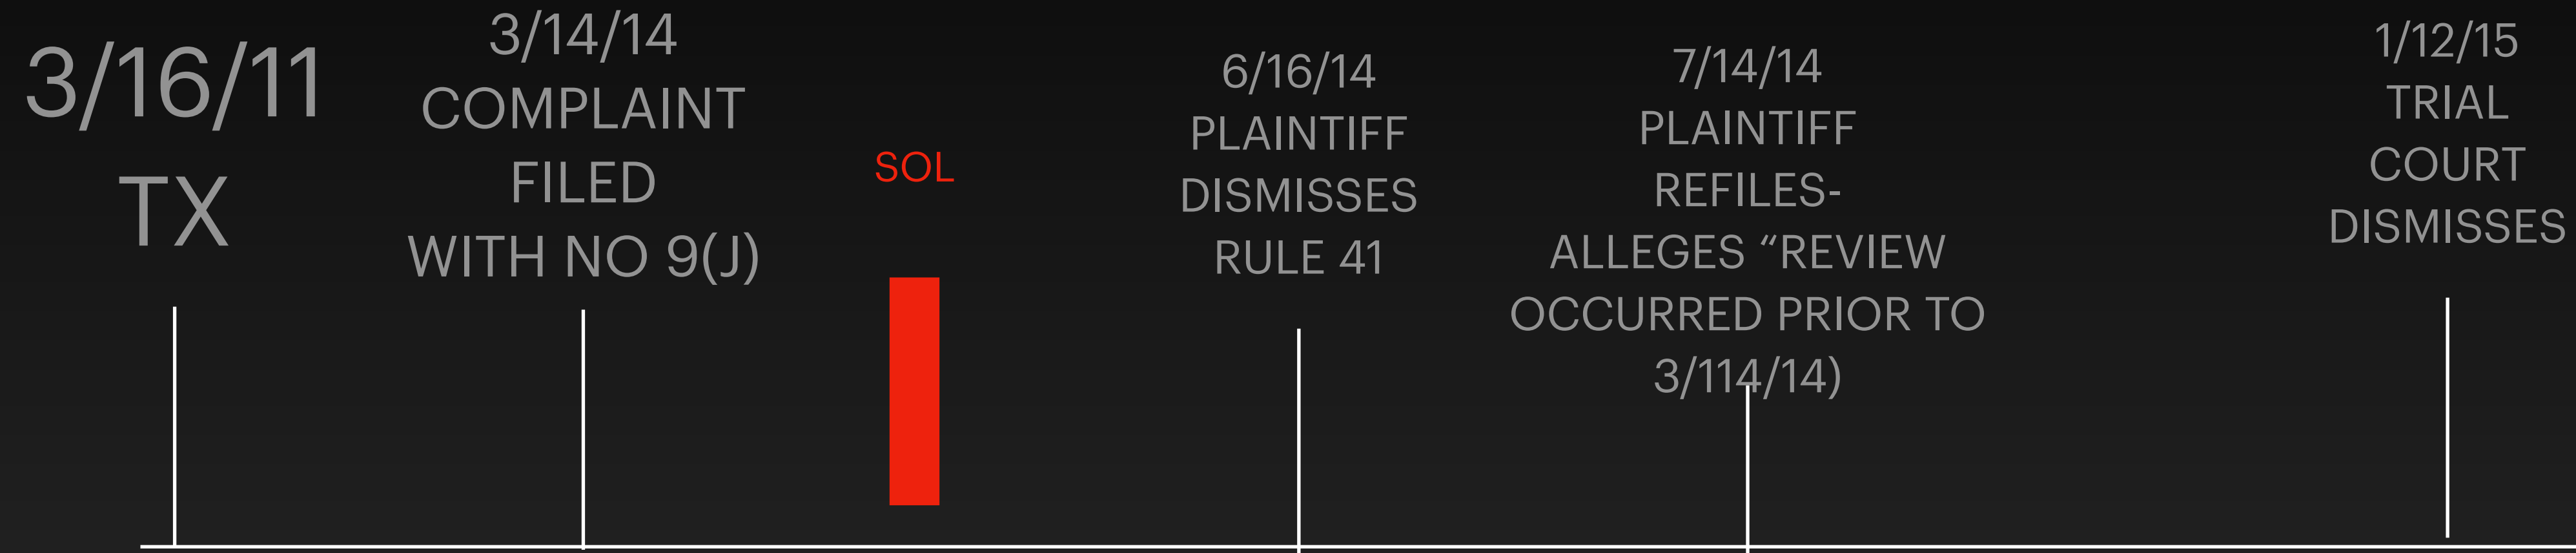 3/16/11
TX
3/14/14
COMPLAINT
FILED
WITH NO 9(J)
SOL
6/16/14
PLAINTIFF
DISMISSES
RULE 41
7/14/14
PLAINTIFF
REFILES-
ALLEGES “REVIEW
OCCURRED PRIOR TO
3/114/14)
1/12/15
TRIAL
COURT
DISMISSES